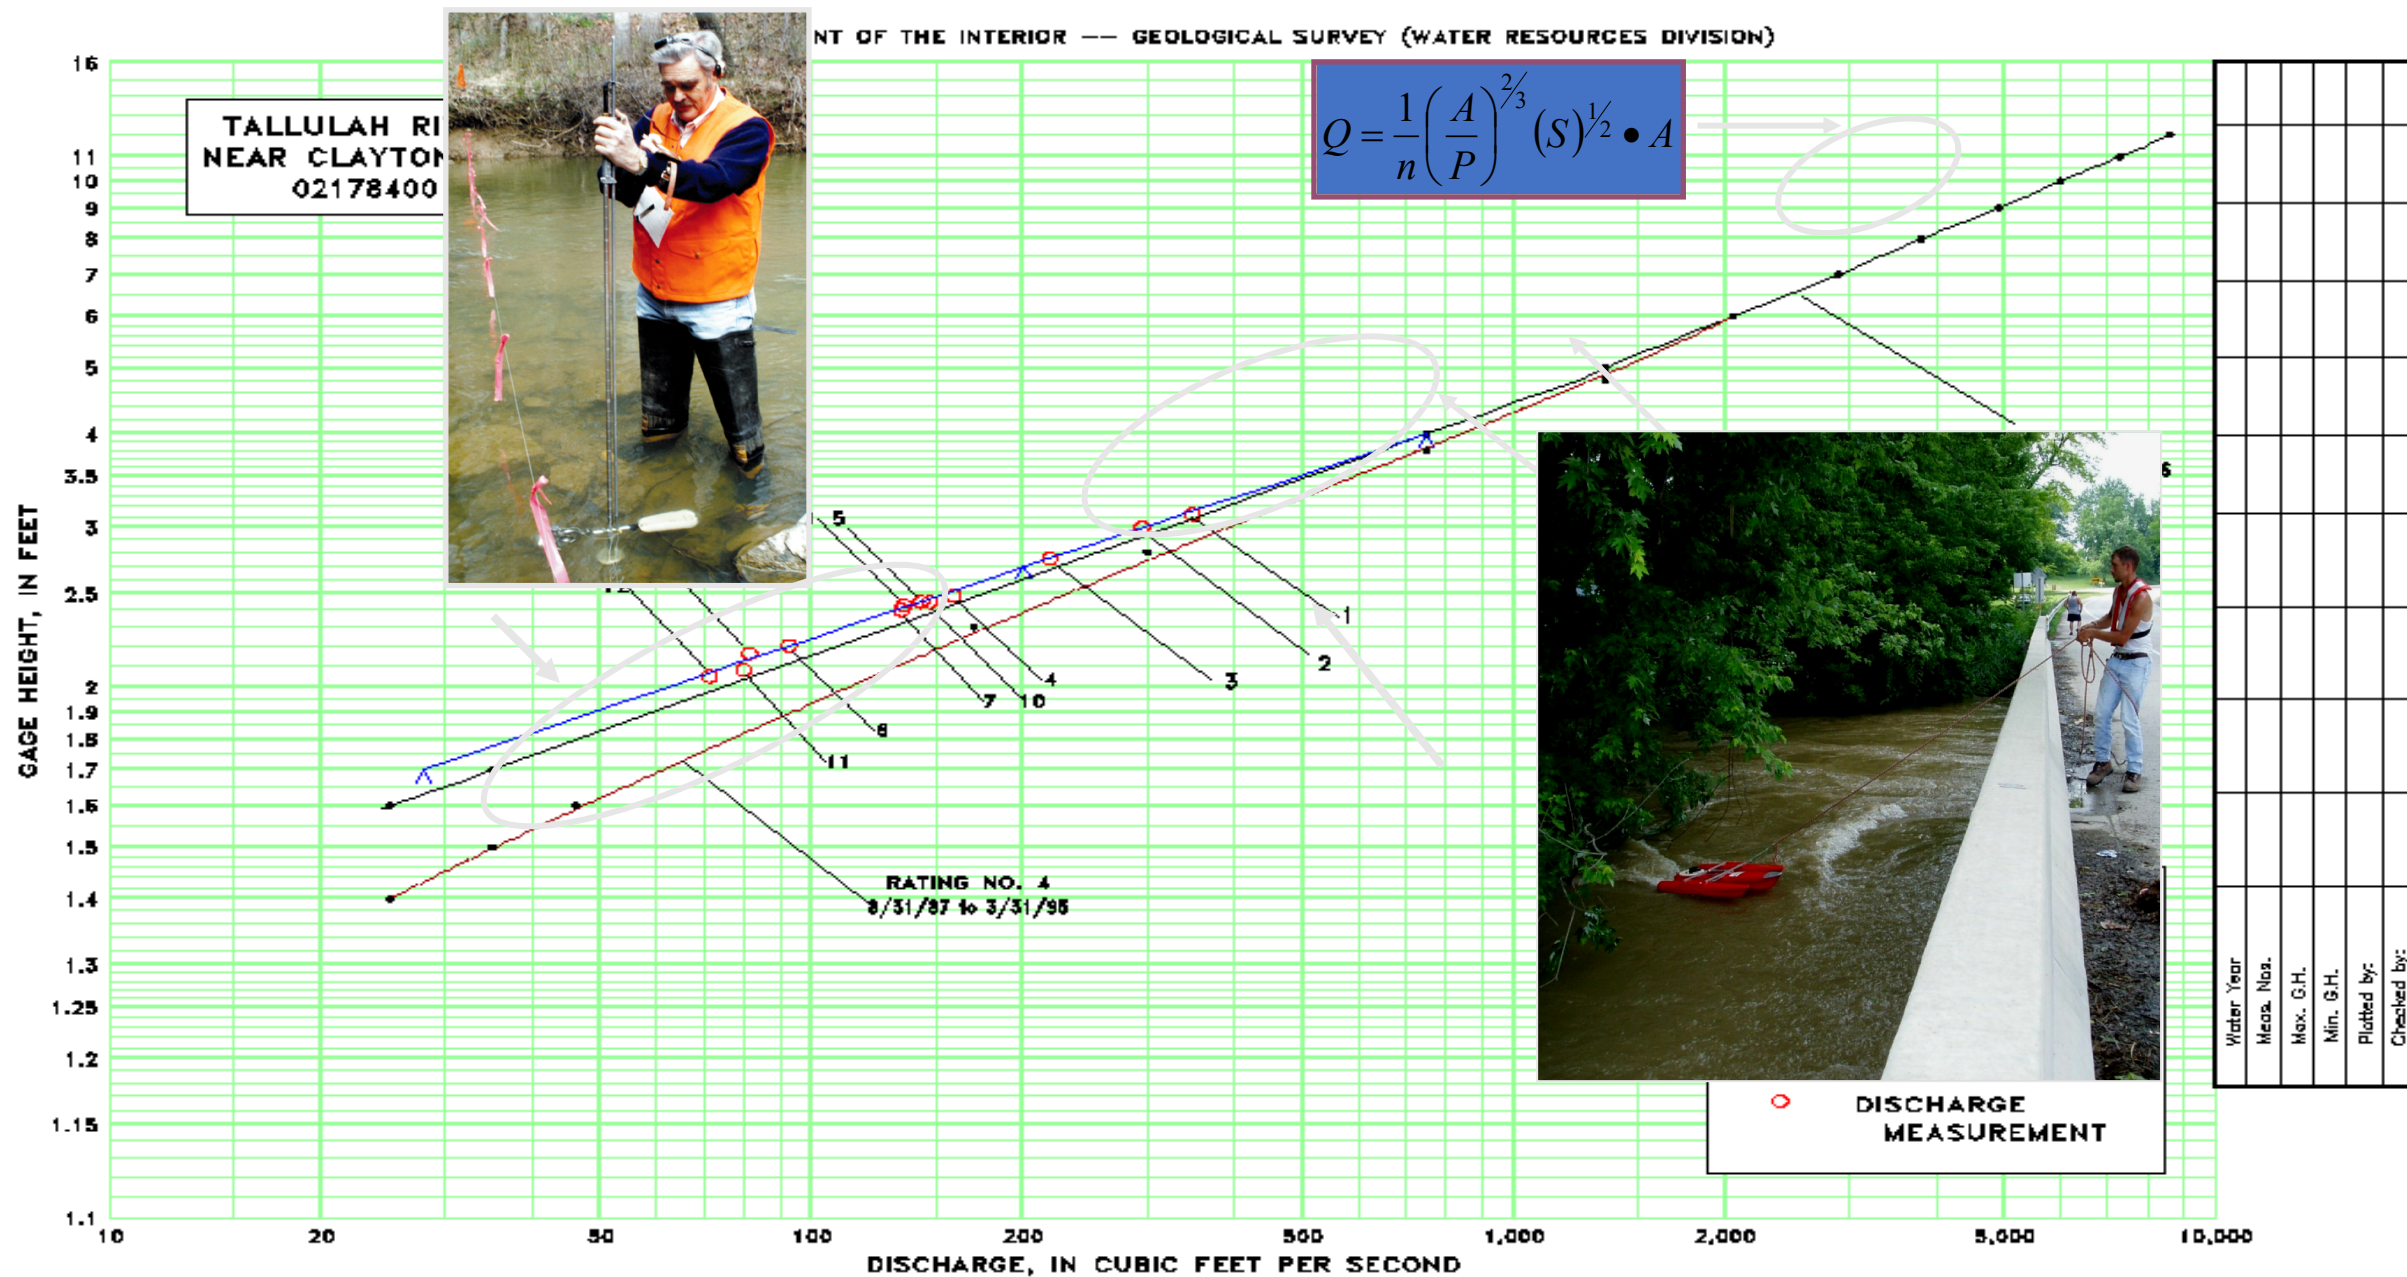 NT OF THE INTERIOR —— GEOLOGICAL SURVEY (WATER RESOURCES DIVISION)
TALLULAH RI
NEAR CLAYTON
02178400
Q = 1/n (A/P)^2/3 (S)^1/2 • A
GAGE HEIGHT, IN FEET
16
11
10
9
8
7
6
5
4
3.5
3
2.5
2
1.9
1.8
1.7
1.6
1.5
1.4
1.3
1.25
1.2
1.15
1.1
5
1
2
3
4
10
7
11
6
RATING NO. 4
8/31/87 to 3/31/95
DISCHARGE
MEASUREMENT
Water Year
Meas. Nos.
Max. G.H.
Min. G.H.
Plotted by:
Checked by:
10
20
50
100
200
500
1,000
2,000
5,000
10,000
DISCHARGE, IN CUBIC FEET PER SECOND